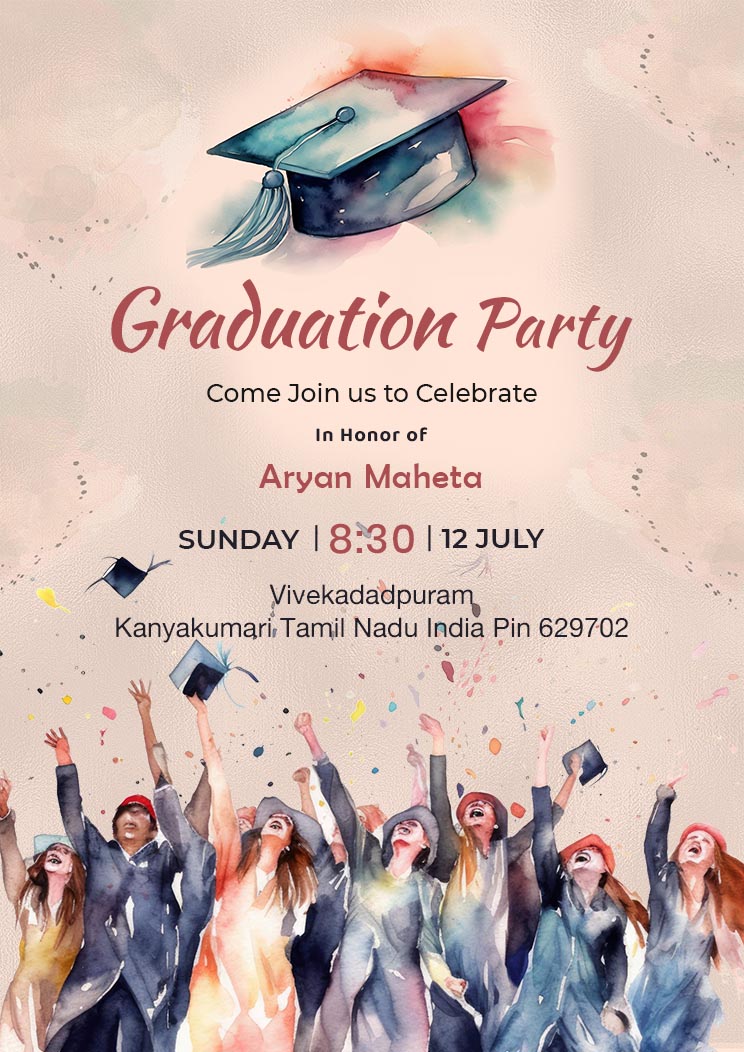 Graduation Party
Come Join us to Celebrate
In Honor of
Aryan Maheta
SUNDAY | 8:30 | 12 JULY
Vivekadadpuram
Kanyakumari Tamil Nadu India Pin 629702